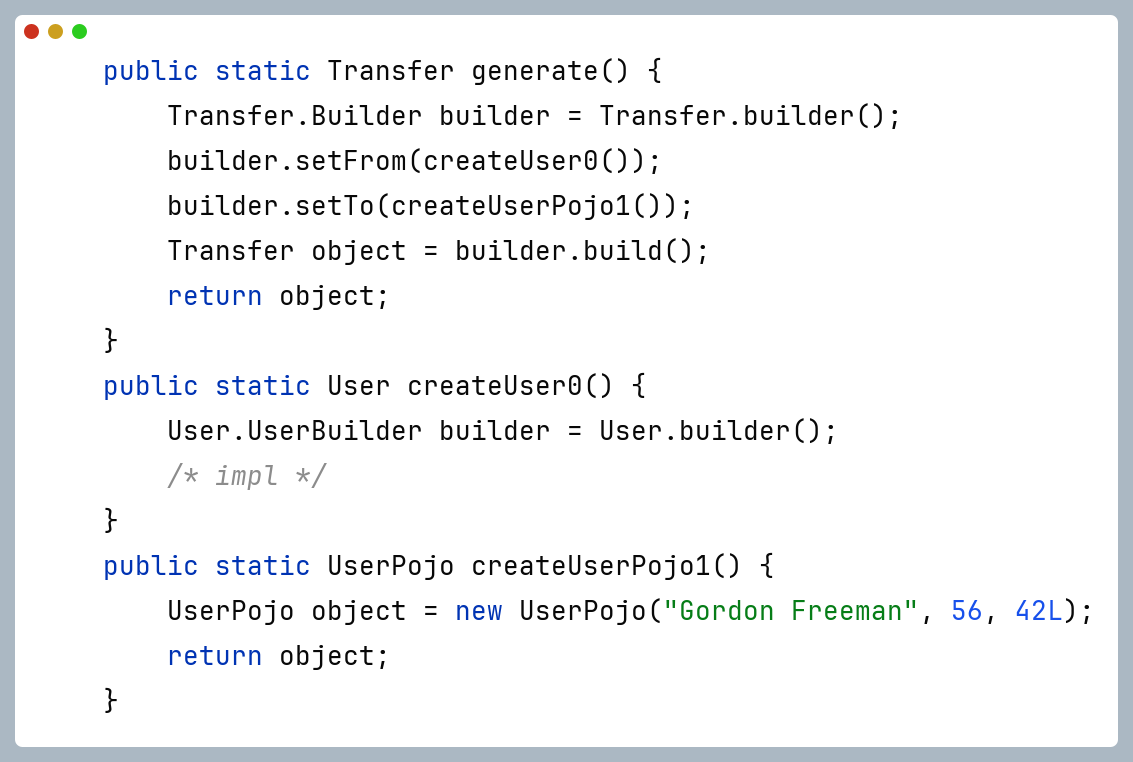 public static Transfer generate() {
    Transfer.Builder builder = Transfer.builder();
    builder.setFrom(createUser0());
    builder.setTo(createUserPojo1());
    Transfer object = builder.build();
    return object;
}
public static User createUser0() {
    User.UserBuilder builder = User.builder();
    /* impl */
}
public static UserPojo createUserPojo1() {
    UserPojo object = new UserPojo("Gordon Freeman", 56, 42L);
    return object;
}